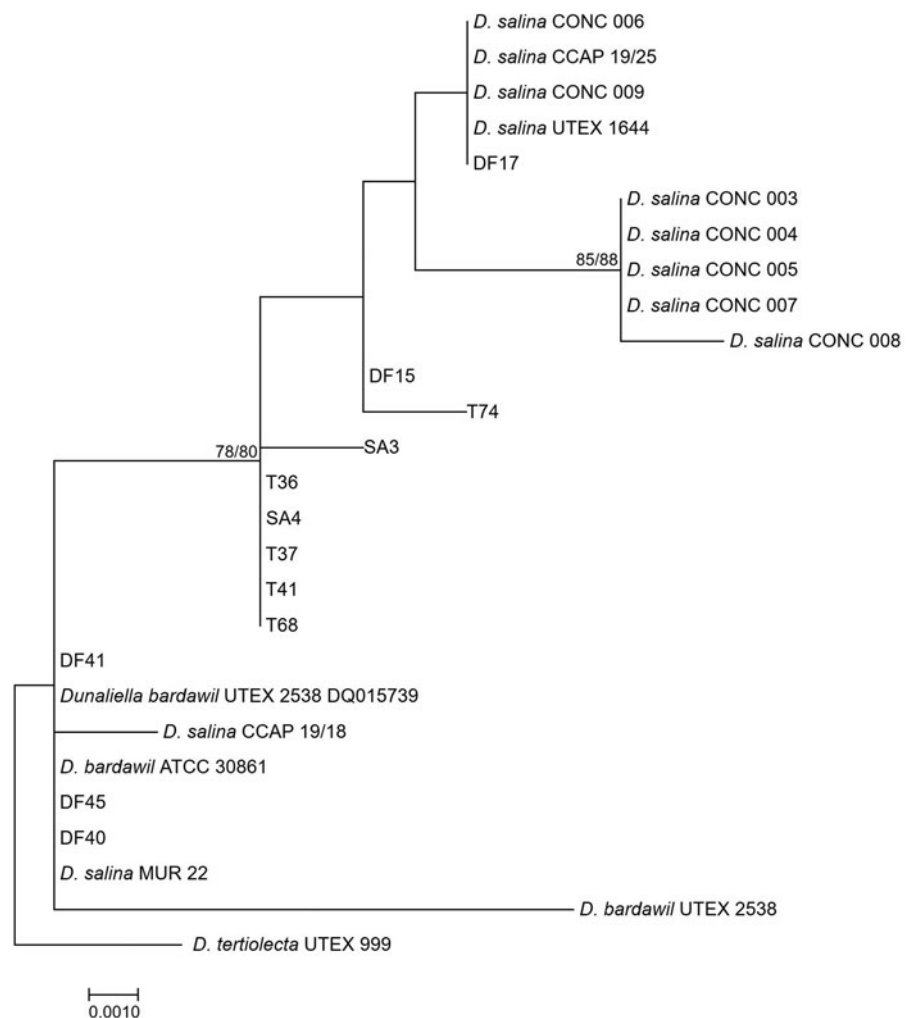 D. salina CONC 006
D. salina CCAP 19/25
D. salina CONC 009
D. salina UTEX 1644
DF17
D. salina CONC 003
D. salina CONC 004
85/88
D. salina CONC 005
D. salina CONC 007
D. salina CONC 008
DF15
T74
78/80
SA3
T36
SA4
T37
T41
T68
DF41
Dunaliella bardawil UTEX 2538 DQ015739
D. salina CCAP 19/18
D. bardawil ATCC 30861
DF45
DF40
D. salina MUR 22
D. bardawil UTEX 2538
D. tertiolecta UTEX 999
0.0010